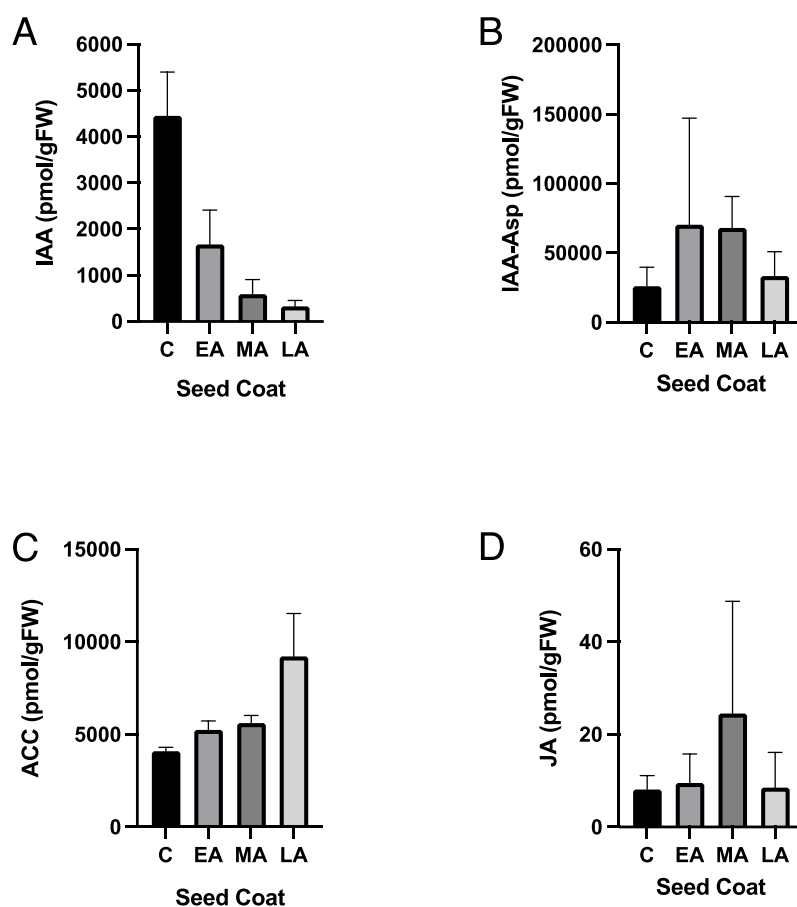 A
IAA (pmol/gFW)
6000
5000
4000
3000
2000
1000
0
C EA MA LA
Seed Coat
B
IAA-Asp (pmol/gFW)
200000
150000
100000
50000
0
C EA MA LA
Seed Coat
C
ACC (pmol/gFW)
15000
10000
5000
0
C EA MA LA
Seed Coat
D
JA (pmol/gFW)
60
40
20
0
C EA MA LA
Seed Coat